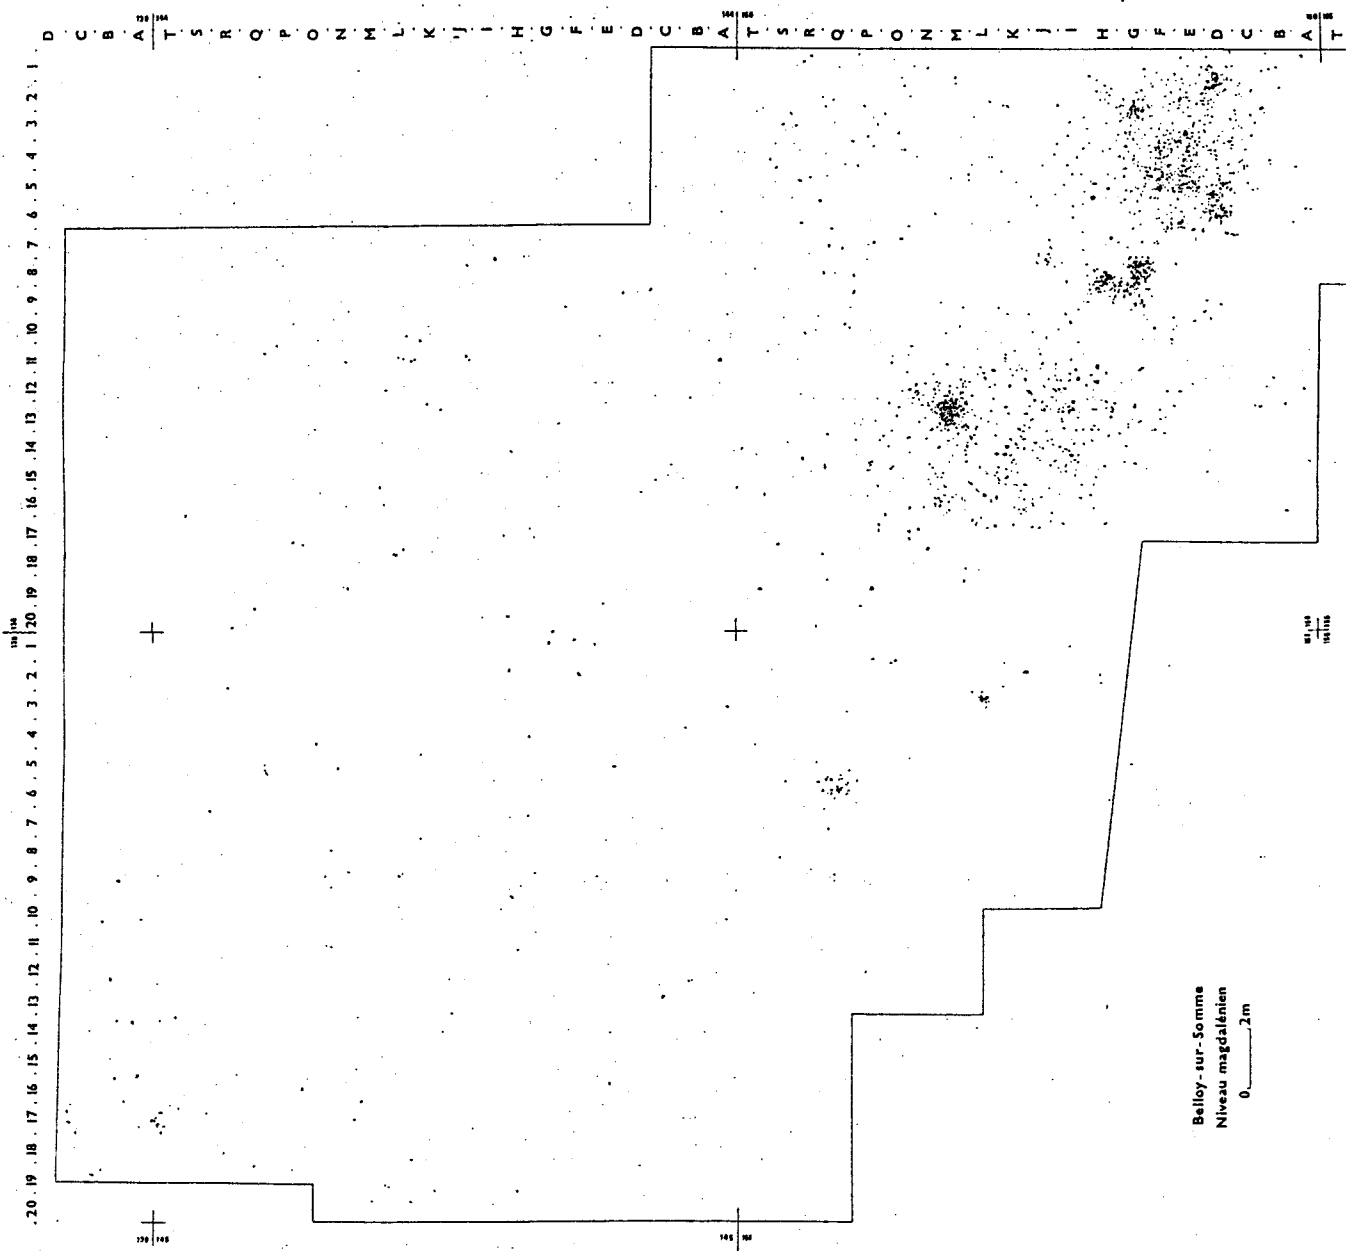 D C B A T S R Q P O N M L K J I H G F E D C B A T S R Q P O N M L K J I H G F E D C B A T
20 . 19 . 18 . 17 . 16 . 15 . 14 . 13 . 12 . 11 . 10 . 9 . 8 . 7 . 6 . 5 . 4 . 3 . 2 . 1 20 . 19 . 18 . 17 . 16 . 15 . 14 . 13 . 12 . 11 . 10 . 9 . 8 . 7 . 6 . 5 . 4 . 3 . 2 . 1
Belloy-sur-Somme
Niveau magdalénien
0 2m